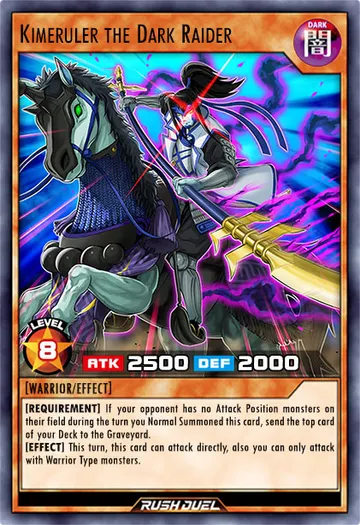 KIMERULER THE DARK RAIDER
DARK
闇
LEVEL
8
ATK 2500 DEF 2000
[WARRIOR/EFFECT]
[REQUIREMENT] If your opponent has no Attack Position monsters
on their field during the turn you Normal Summoned this card, send the top card
of your Deck to the Graveyard.
[EFFECT] This turn, this card can attack directly, also you can only attack
with Warrior Type monsters.
RUSH DUEL